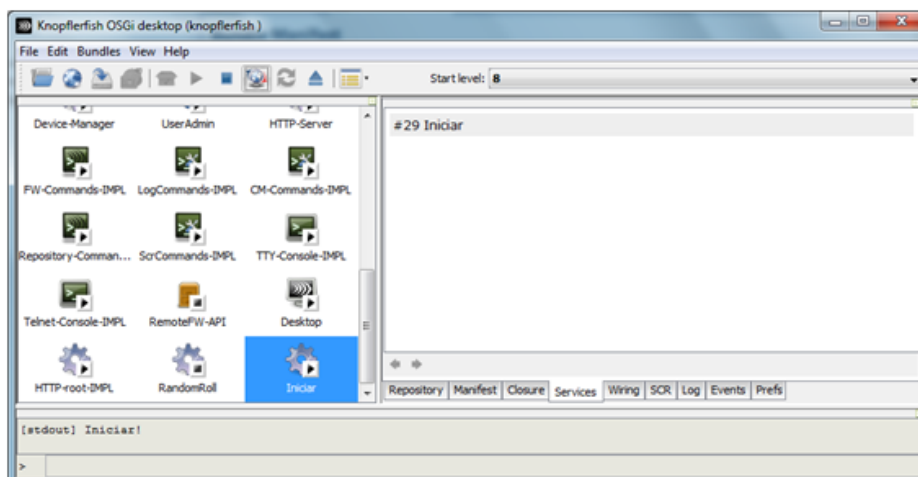 Knopflerfish OSGi desktop (knopflerfish )
File Edit Bundles View Help
Start level: 8
Device-Manager UserAdmin HTTP-Server
#29 Iniciar
FW-Commands-IMPL LogCommands-IMPL CM-Commands-IMPL
Repository-Comman... ScrCommands-IMPL TTY-Console-IMPL
Telnet-Console-IMPL RemoteFW-API Desktop
HTTP-root-IMPL RandomRoll Iniciar
Repository Manifest Closure Services Wiring SCR Log Events Prefs
[stdout] Iniciar!
>